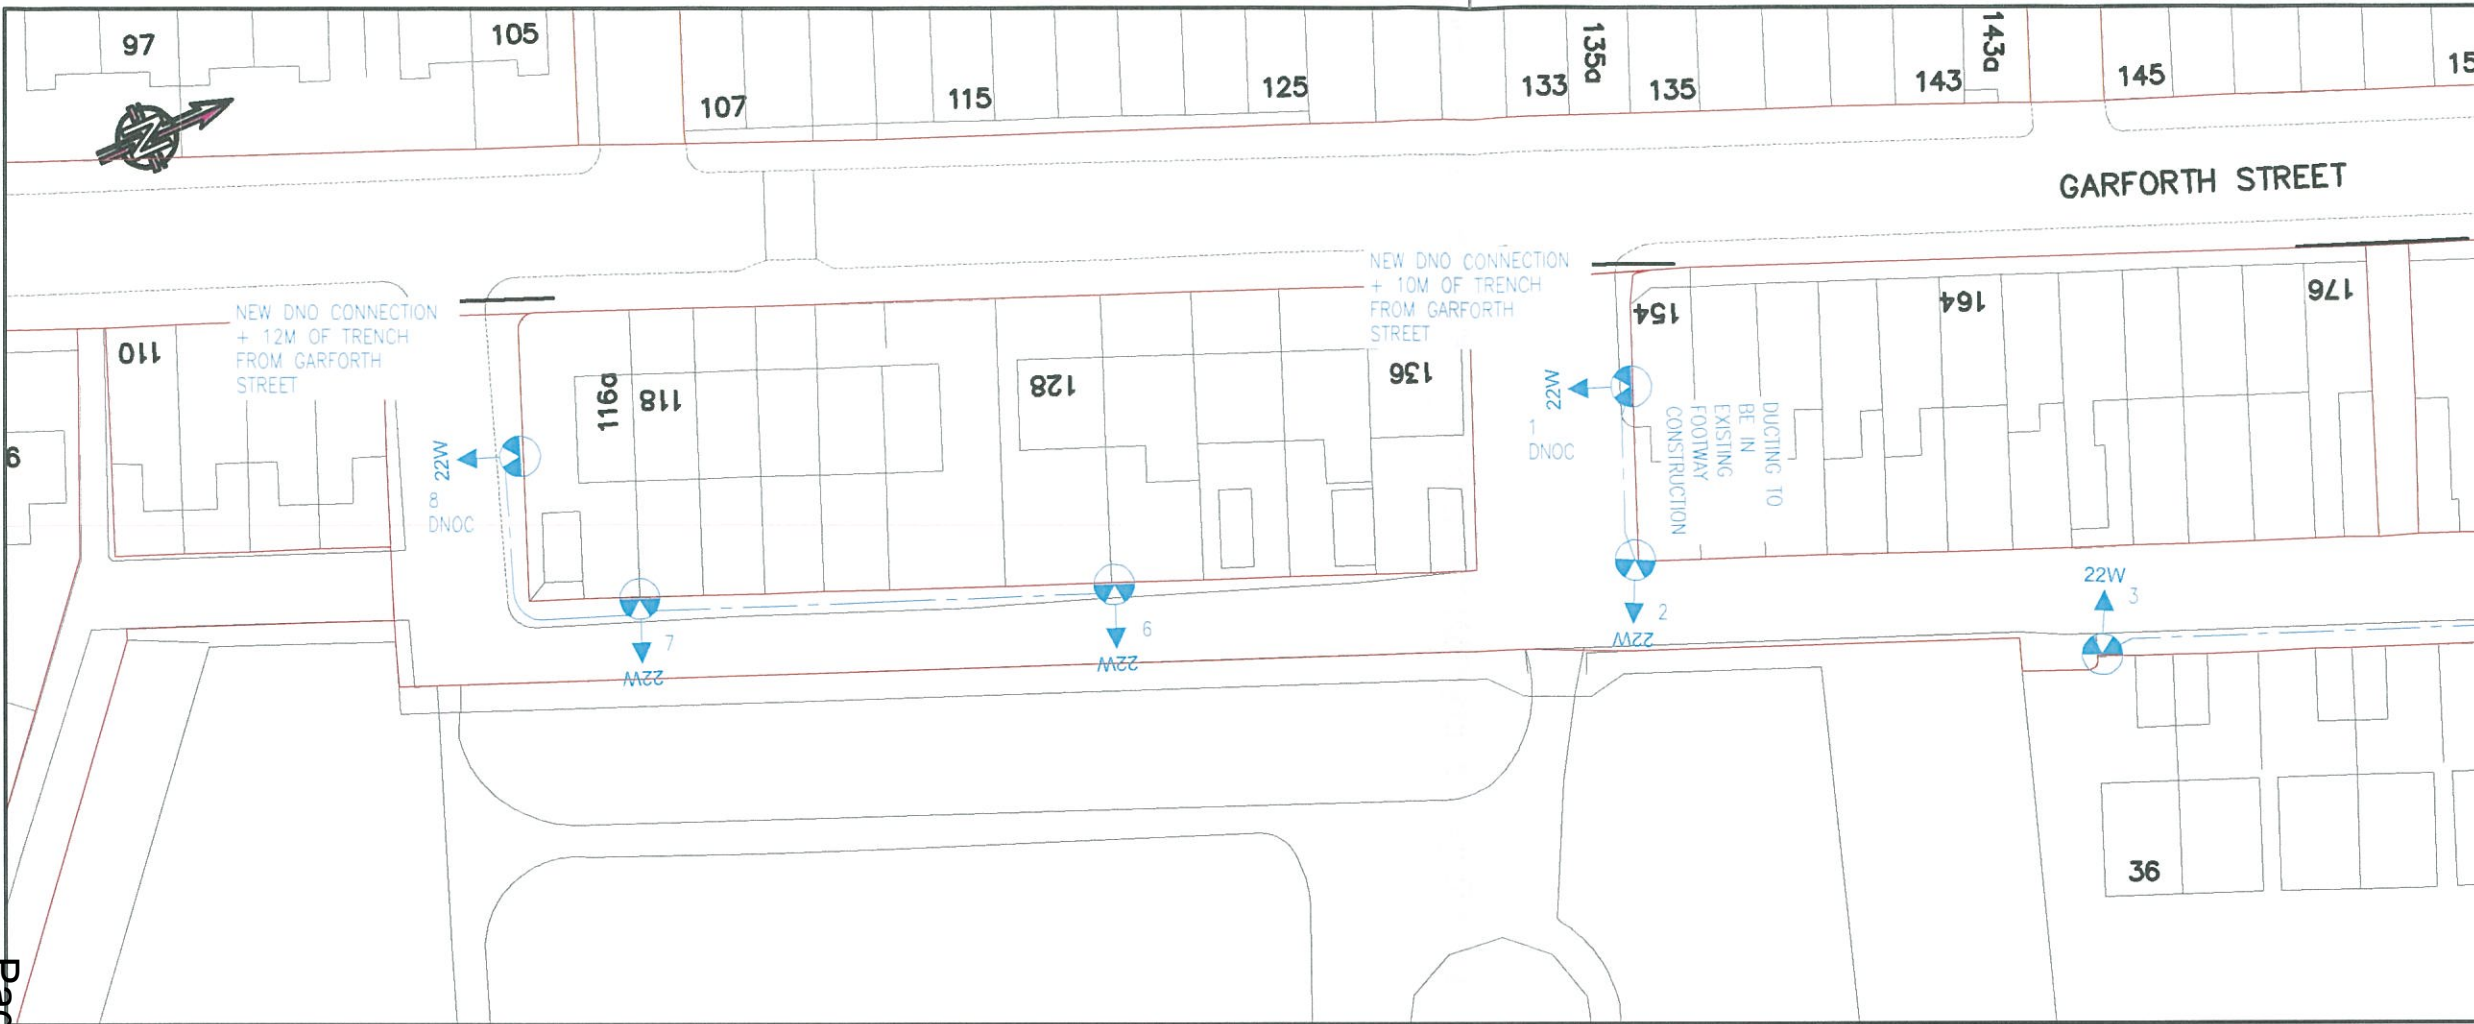 97
105
107
115
125
133
135a
135
143
143a
145
15
GARFORTH STREET
NEW DNO CONNECTION
+ 12M OF TRENCH
FROM GARFORTH
STREET
NEW DNO CONNECTION
+ 10M OF TRENCH
FROM GARFORTH
STREET
110
116a
118
128
136
154
164
176
22W
8
DNOC
22W
1
DNOC
DUCTING TO
BE IN
EXISTING
FOOTWAY
CONSTRUCTION
9
7
22W
6
22W
2
22W
22W
3
36
N